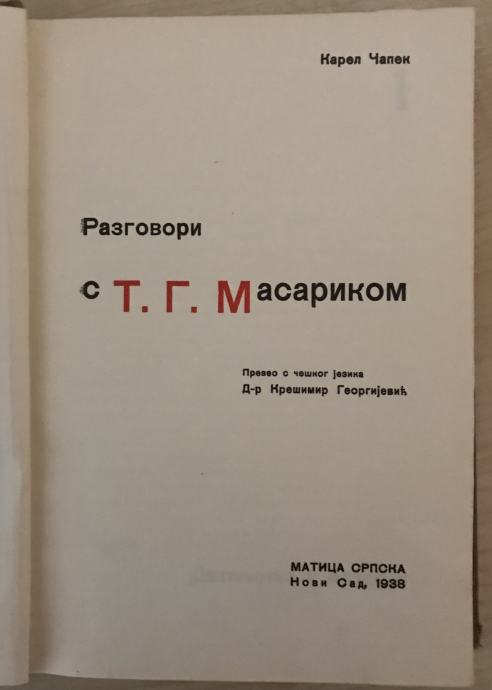 Карел Чапек
Разговори
с Т. Г. Масариком
Превео с чешког језика
Д-р Крешимир Георгијевић
МАТИЦА СРПСКА
Нови Сад, 1938